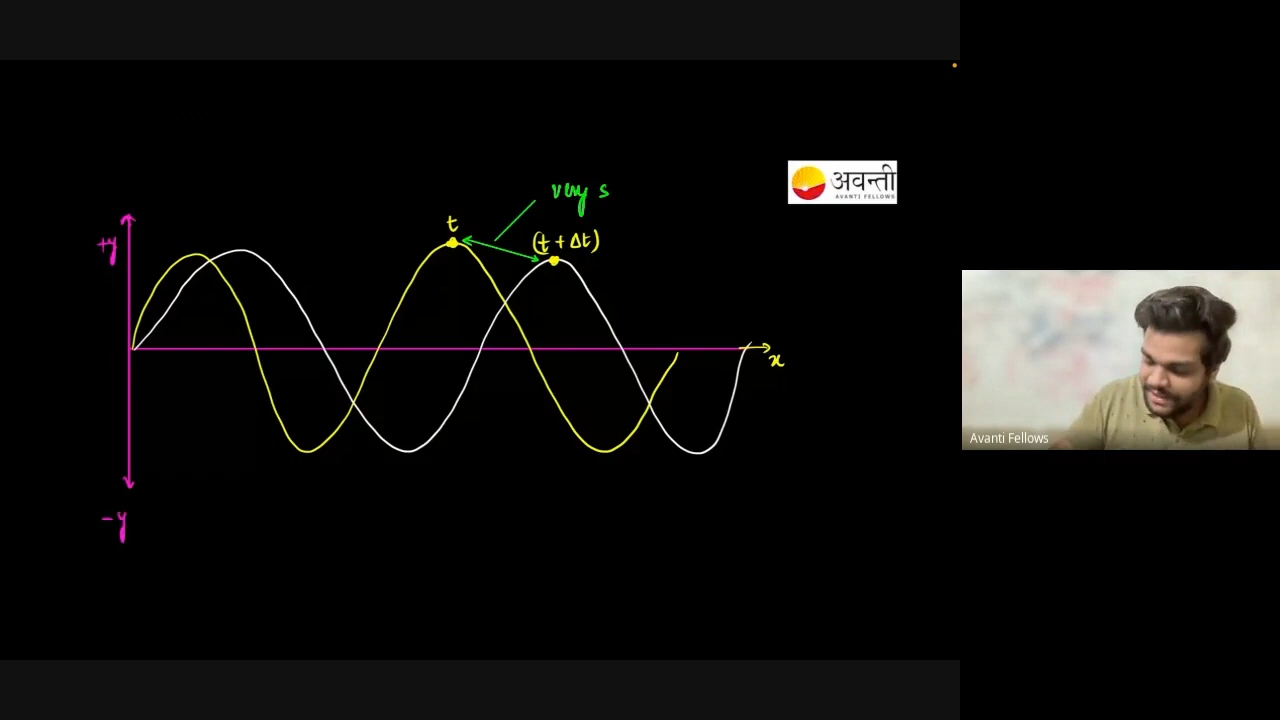 very s
अवन्ती
AVANTI FELLOWS
t
(t + Δt)
+y
x
-y
Avanti Fellows